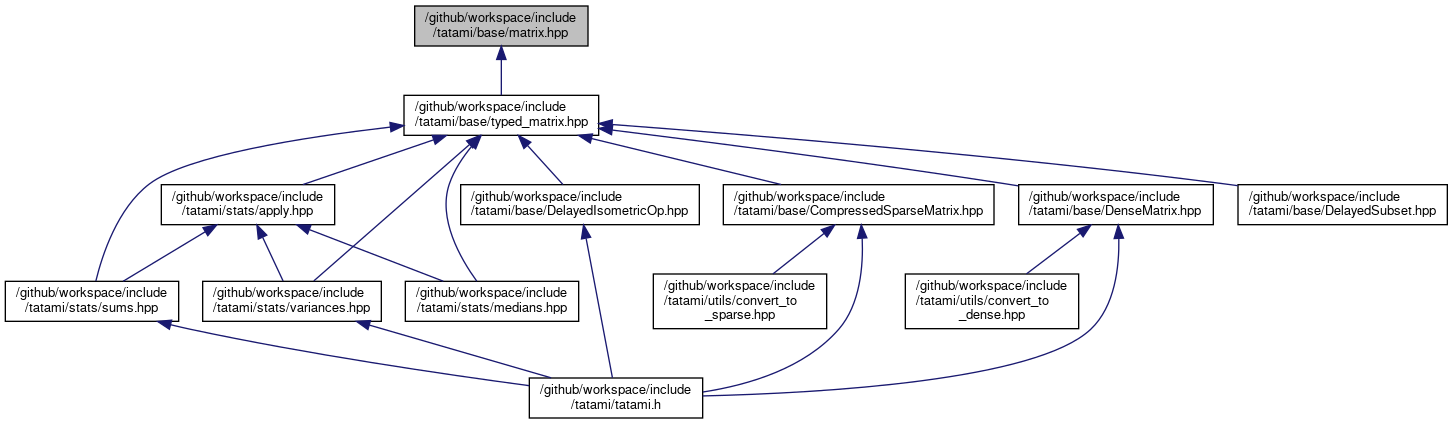 /github/workspace/include
/tatami/base/matrix.hpp
/github/workspace/include
/tatami/base/typed_matrix.hpp
/github/workspace/include
/tatami/stats/apply.hpp
/github/workspace/include
/tatami/base/DelayedIsometricOp.hpp
/github/workspace/include
/tatami/base/CompressedSparseMatrix.hpp
/github/workspace/include
/tatami/base/DenseMatrix.hpp
/github/workspace/include
/tatami/base/DelayedSubset.hpp
/github/workspace/include
/tatami/stats/sums.hpp
/github/workspace/include
/tatami/stats/variances.hpp
/github/workspace/include
/tatami/stats/medians.hpp
/github/workspace/include
/tatami/utils/convert_to
_sparse.hpp
/github/workspace/include
/tatami/utils/convert_to
_dense.hpp
/github/workspace/include
/tatami/tatami.h